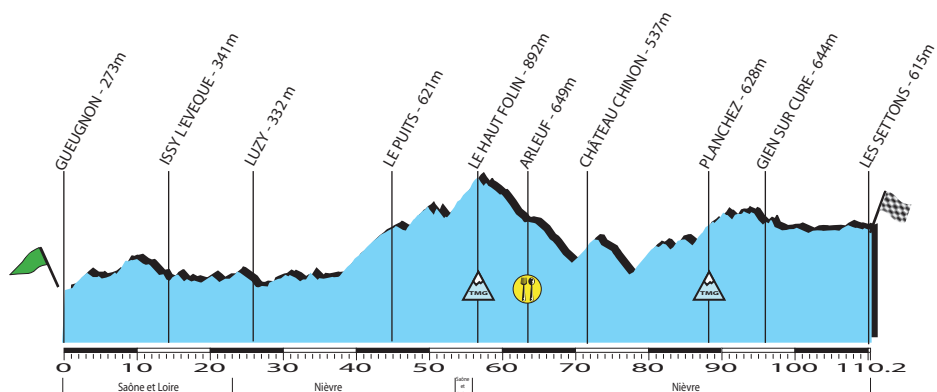 GUEUGNON - 273m
ISSY L'EVEQUE - 341m
LUZY - 332 m
LE PUITS - 621m
LE HAUT FOLIN - 892m
ARLEUF - 649m
CHÂTEAU CHINON - 537m
PLANCHEZ - 628m
GIEN SUR CURE - 644m
LES SETTONS - 615m
TMG
TMG
0 10 20 30 40 50 60 70 80 90 100 110.2
Saône et Loire Nièvre Saône et Nièvre